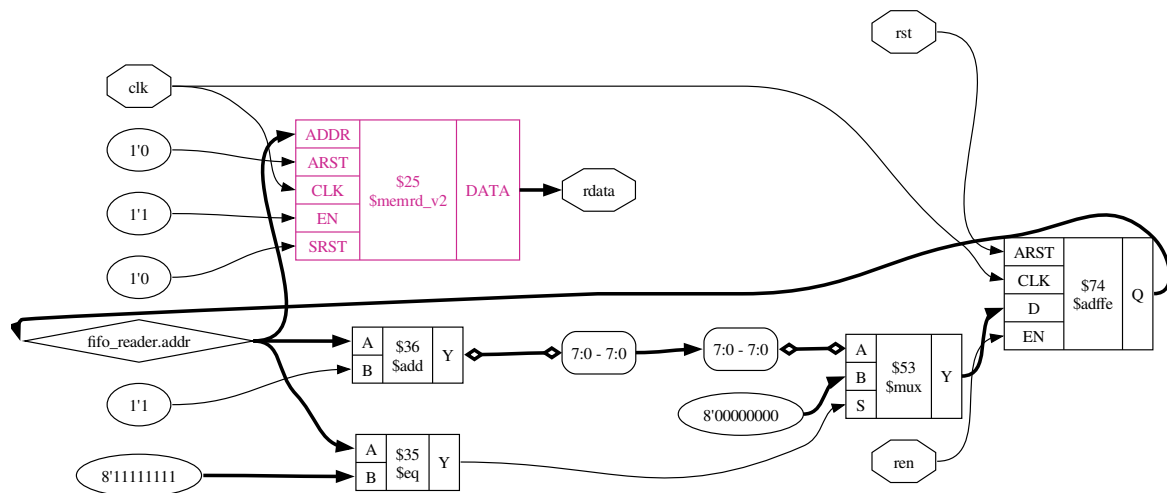 rst
clk
1'0
1'1
1'0
ADDR
ARST
CLK
EN
SRST
$25
$memrd_v2
DATA
rdata
ARST
CLK
D
EN
$74
$adffe
Q
fifo_reader.addr
1'1
8'11111111
A
B
$36
$add
Y
7:0 - 7:0
7:0 - 7:0
A
B
S
$53
$mux
Y
8'00000000
A
B
$35
$eq
Y
ren